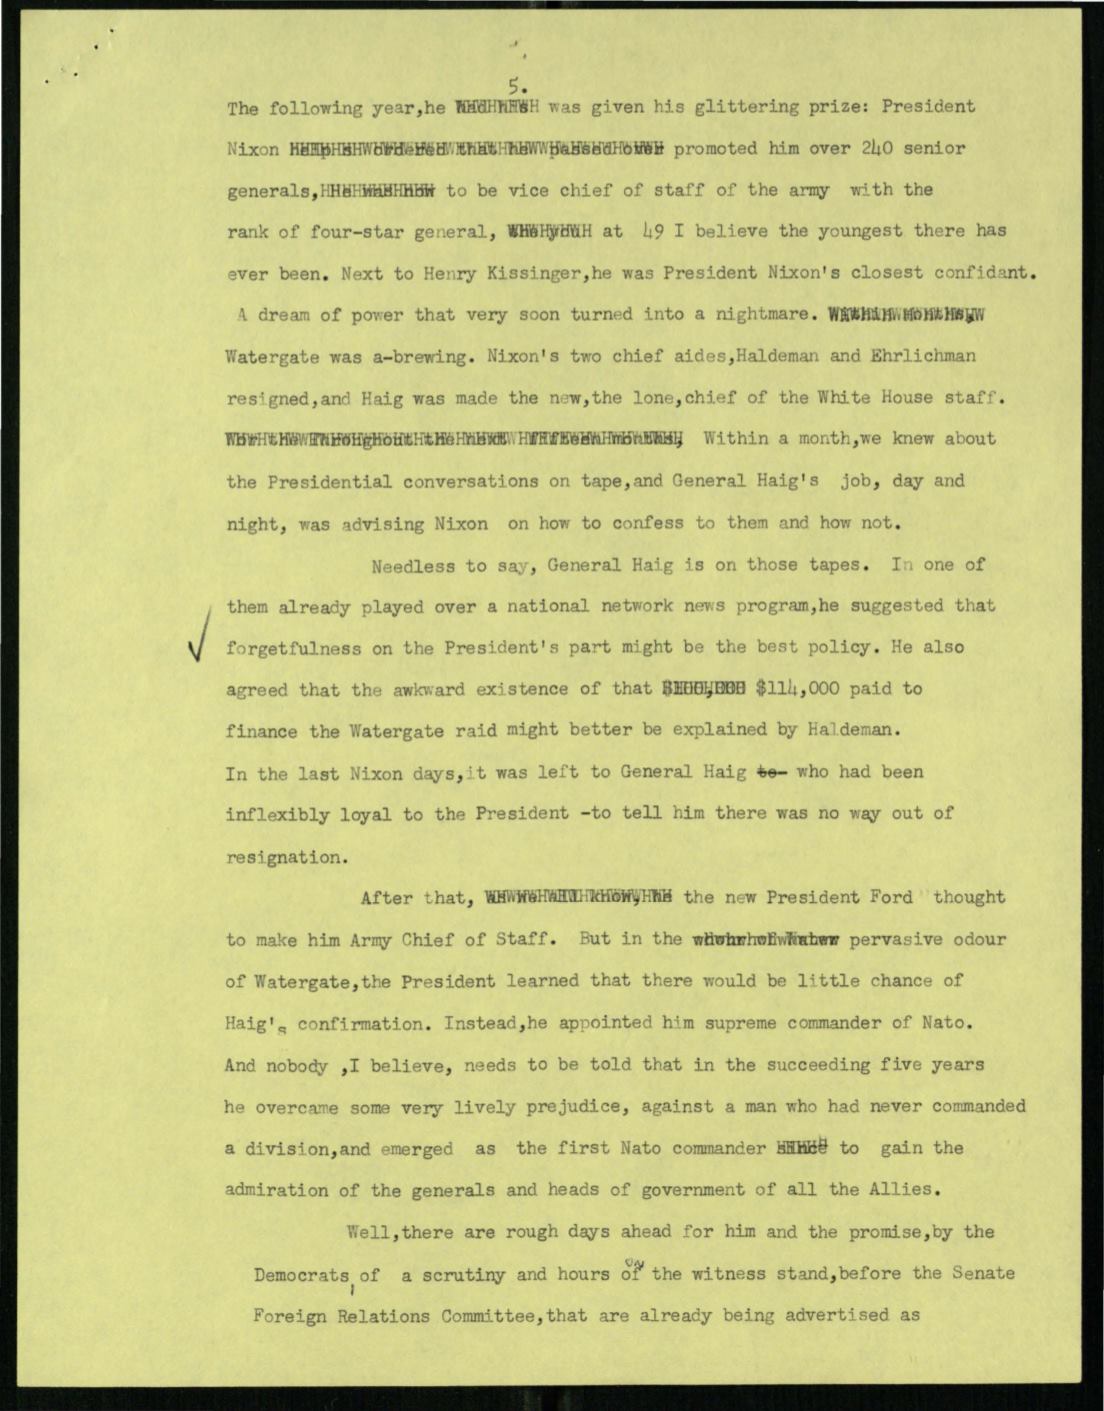 5.
The following year,he was given his glittering prize: President
Nixon promoted him over 240 senior
generals, to be vice chief of staff of the army with the
rank of four-star general, at 49 I believe the youngest there has
ever been. Next to Henry Kissinger,he was President Nixon's closest confidant.
A dream of power that very soon turned into a nightmare.
Watergate was a-brewing. Nixon's two chief aides,Haldeman and Ehrlichman
resigned,and Haig was made the new,the lone,chief of the White House staff.
Within a month,we knew about
the Presidential conversations on tape,and General Haig's job, day and
night, was advising Nixon on how to confess to them and how not.
Needless to say, General Haig is on those tapes. In one of
them already played over a national network news program,he suggested that
forgetfulness on the President's part might be the best policy. He also
agreed that the awkward existence of that $114,000 paid to
finance the Watergate raid might better be explained by Haldeman.
In the last Nixon days,it was left to General Haig to- who had been
inflexibly loyal to the President -to tell him there was no way out of
resignation.
After that, the new President Ford thought
to make him Army Chief of Staff. But in the pervasive odour
of Watergate,the President learned that there would be little chance of
Haig's confirmation. Instead,he appointed him supreme commander of Nato.
And nobody ,I believe, needs to be told that in the succeeding five years
he overcame some very lively prejudice, against a man who had never commanded
a division,and emerged as the first Nato commander to gain the
admiration of the generals and heads of government of all the Allies.
Well,there are rough days ahead for him and the promise,by the
on
Democrats, of a scrutiny and hours of the witness stand,before the Senate
Foreign Relations Committee,that are already being advertised as